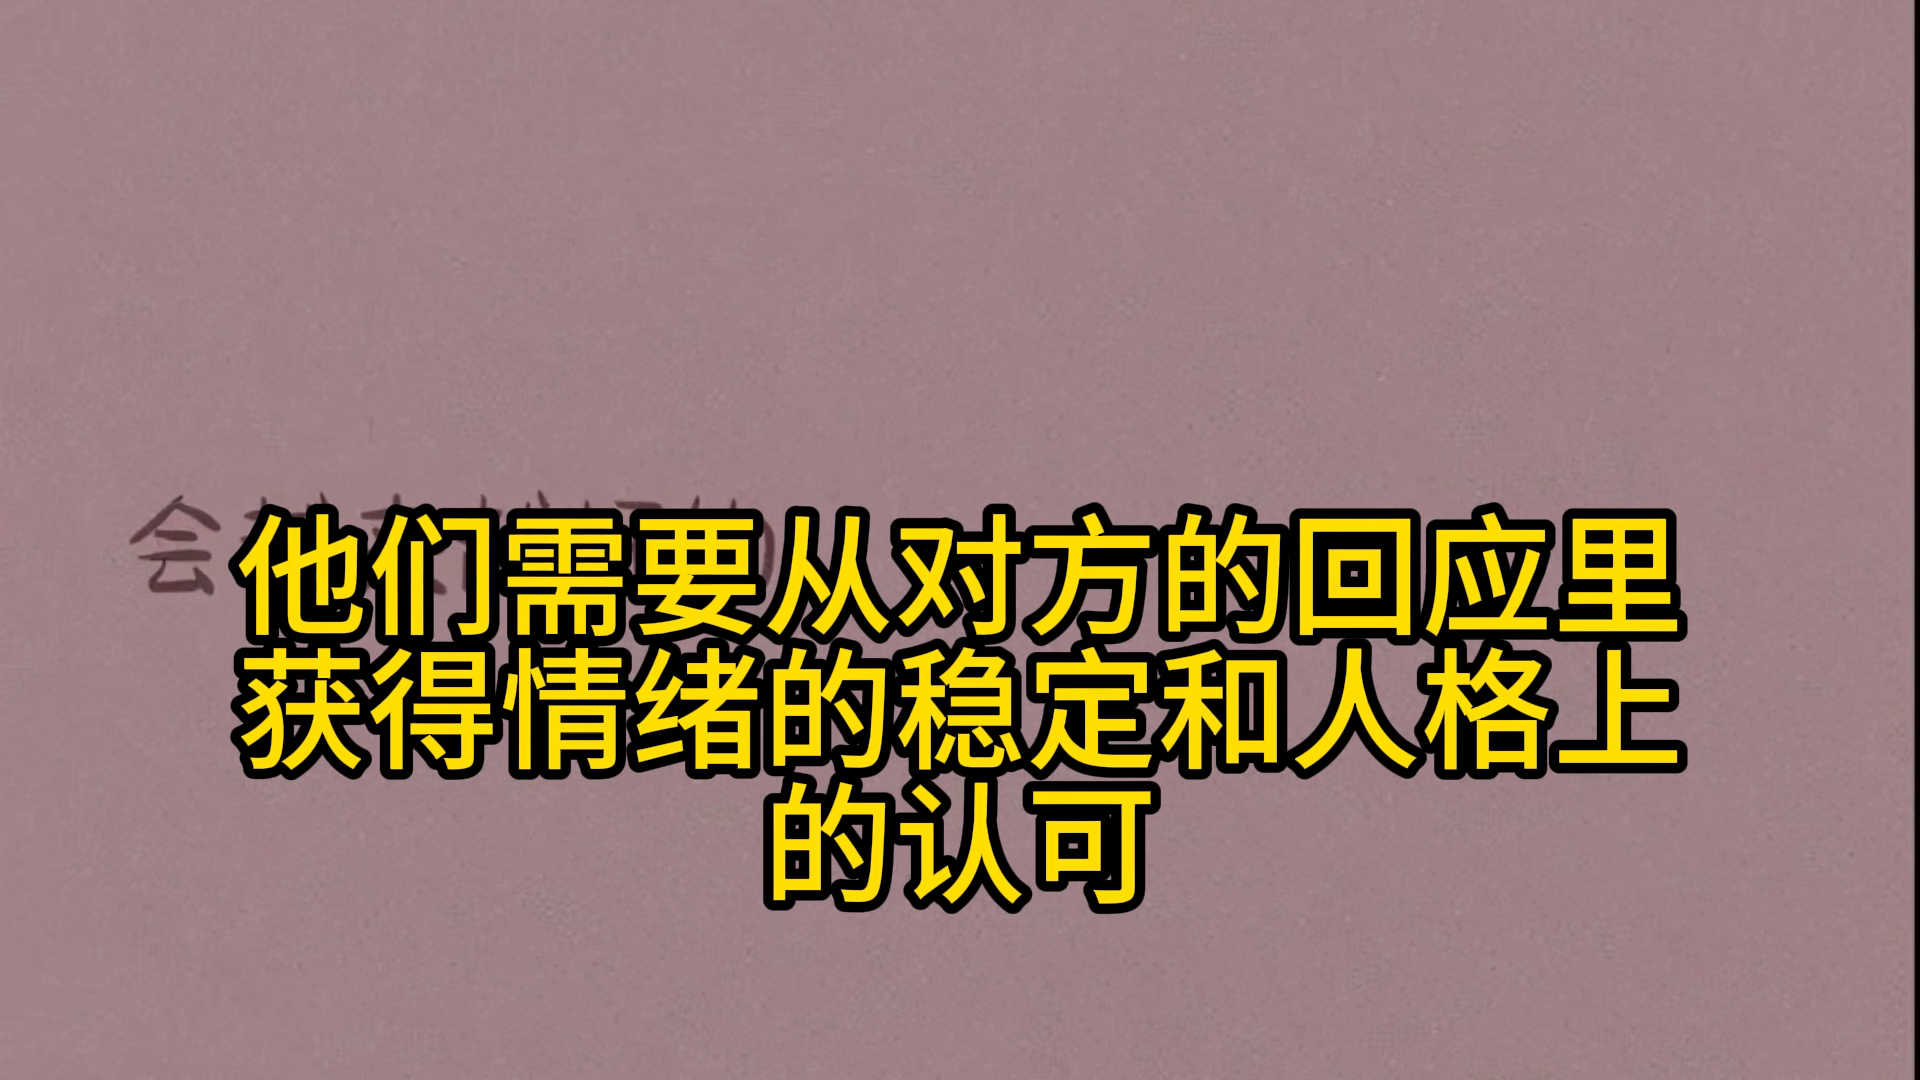 会
他们需要从对方的回应里
获得情绪的稳定和人格上
的认可